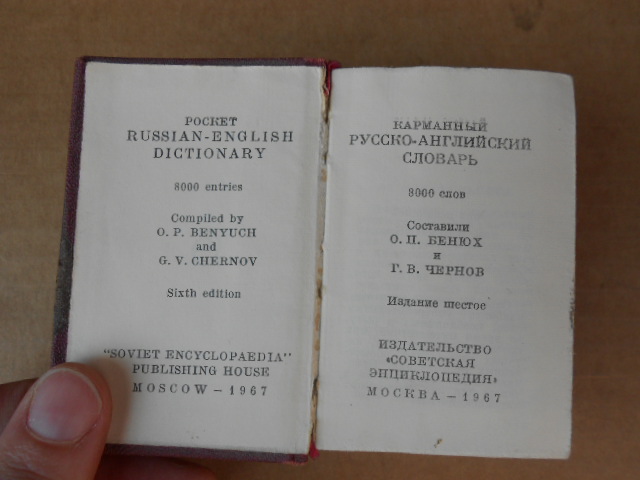 POCKET
RUSSIAN-ENGLISH
DICTIONARY
8000 entries
Compiled by
O. P. BENYUCH
and
G. V. CHERNOV
Sixth edition
"SOVIET ENCYCLOPAEDIA"
PUBLISHING HOUSE
MOSCOW — 1967
КАРМАННЫЙ
РУССКО-АНГЛИЙСКИЙ
СЛОВАРЬ
8000 слов
Составили
О. П. БЕНЮХ
и
Г. В. ЧЕРНОВ
Издание шестое
ИЗДАТЕЛЬСТВО
«СОВЕТСКАЯ
ЭНЦИКЛОПЕДИЯ»
МОСКВА — 1967